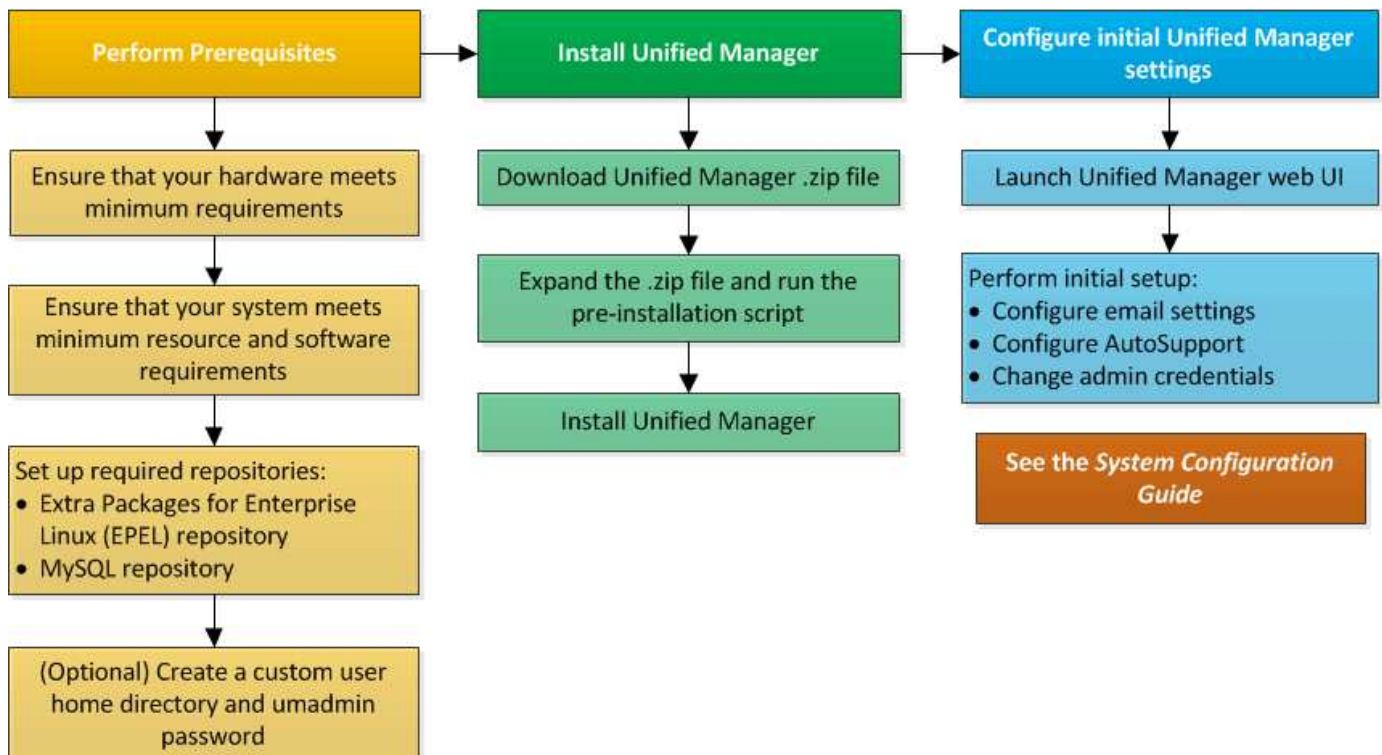 Perform Prerequisites
Ensure that your hardware meets
minimum requirements
Ensure that your system meets
minimum resource and software
requirements
Set up required repositories:
• Extra Packages for Enterprise
Linux (EPEL) repository
• MySQL repository
(Optional) Create a custom user
home directory and umadmin
password
Install Unified Manager
Download Unified Manager .zip file
Expand the .zip file and run the
pre-installation script
Install Unified Manager
Configure initial Unified Manager
settings
Launch Unified Manager web UI
Perform initial setup:
• Configure email settings
• Configure AutoSupport
• Change admin credentials
See the System Configuration
Guide